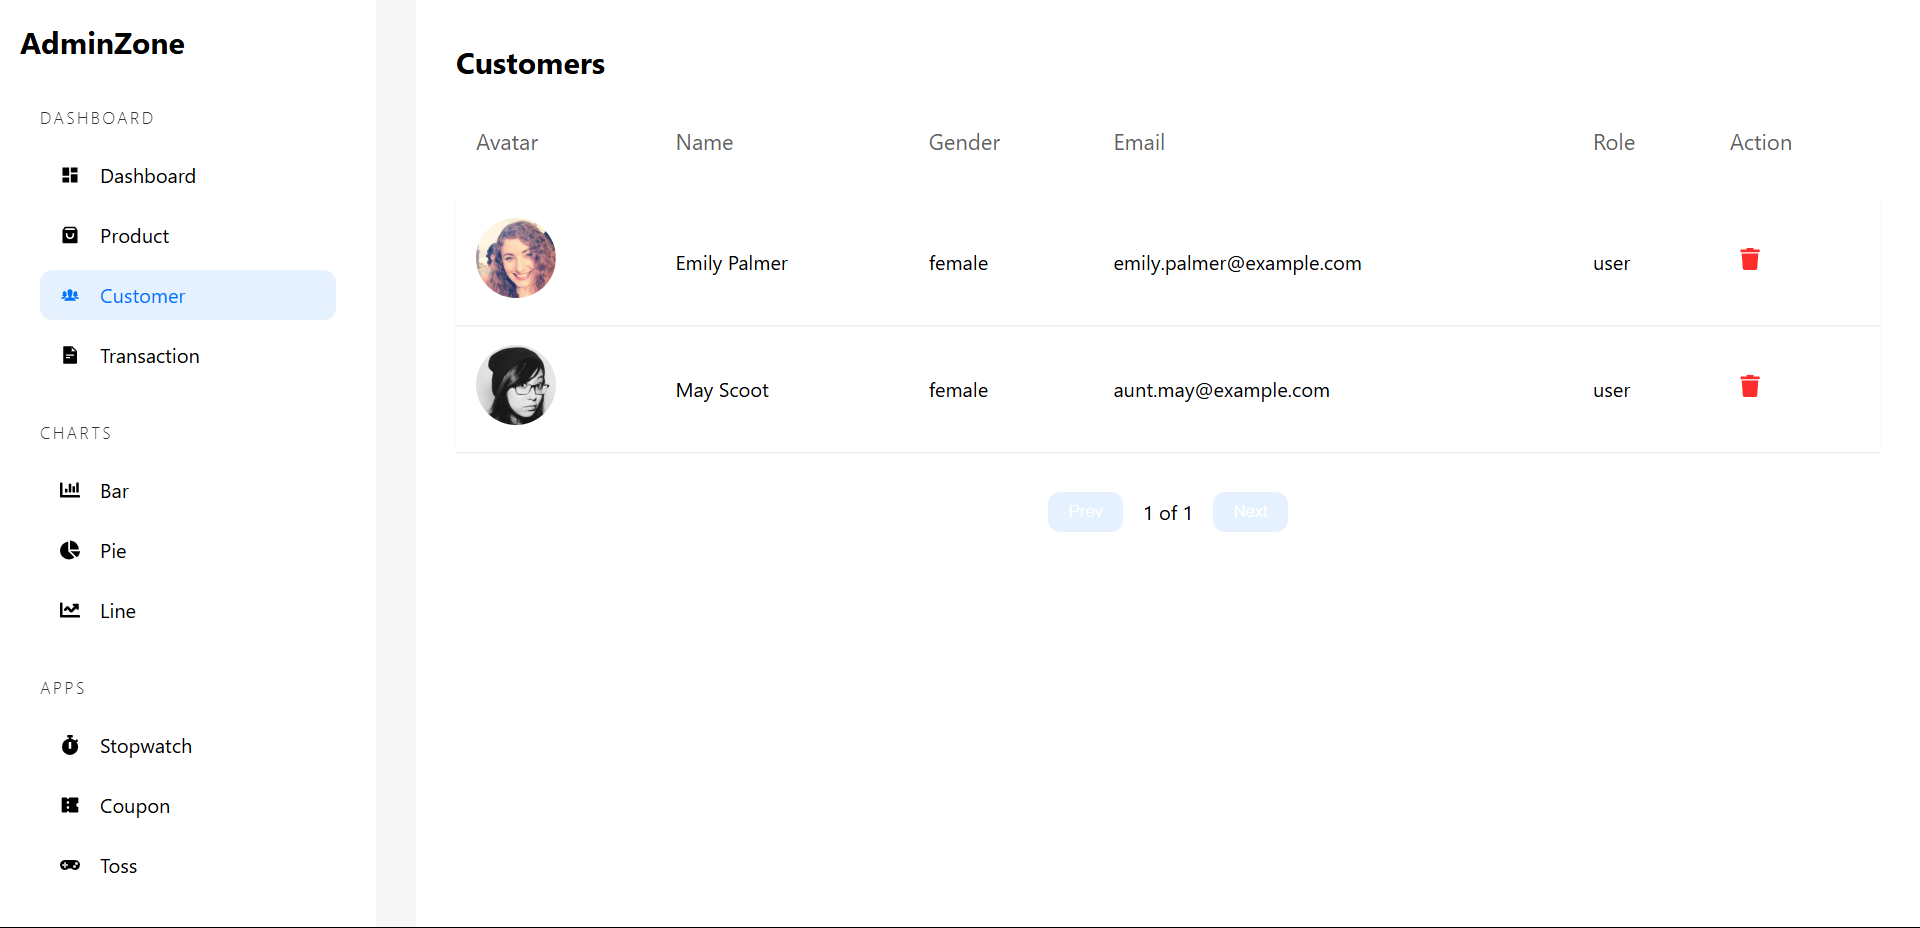 AdminZone
DASHBOARD
Dashboard
Product
Customer
Transaction
CHARTS
Bar
Pie
Line
APPS
Stopwatch
Coupon
Toss
Customers
Avatar Name Gender Email Role Action
Emily Palmer female emily.palmer@example.com user
May Scoot female aunt.may@example.com user
Prev 1 of 1 Next